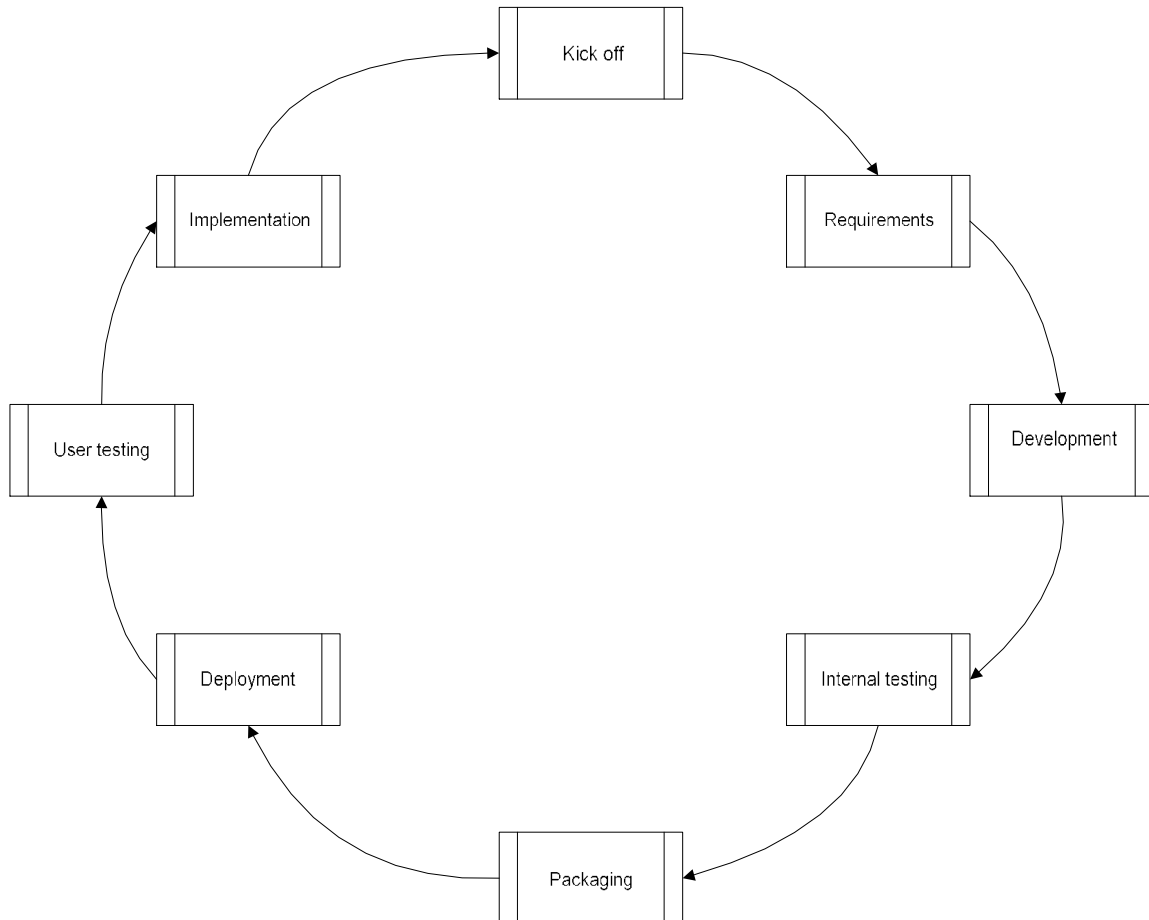 Kick off
Requirements
Development
Internal testing
Packaging
Deployment
User testing
Implementation